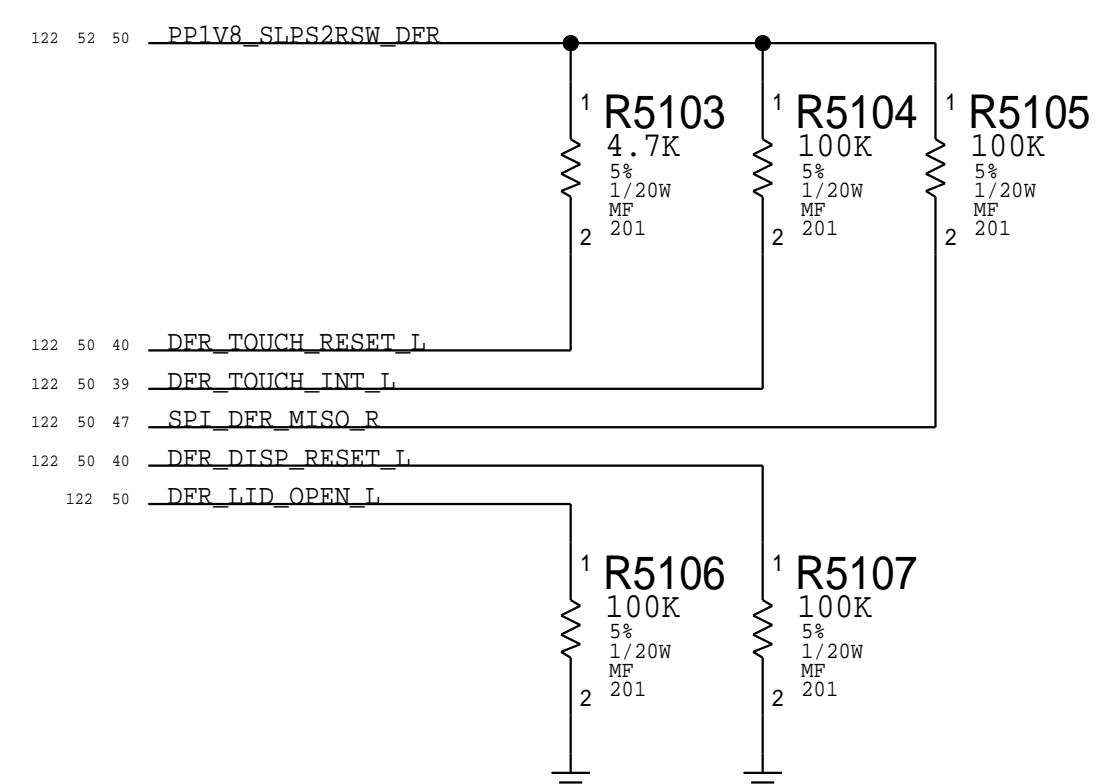 122 52 50 PP1V8_SLPS2RSW_DFR
1 R5103 1 R5104 1 R5105
4.7K 100K 100K
5% 5% 5%
1/20W 1/20W 1/20W
MF MF MF
2 201 2 201 2 201
122 50 40 DFR_TOUCH_RESET_L
122 50 39 DFR_TOUCH_INT_L
122 50 47 SPI_DFR_MISO_R
122 50 40 DFR_DISP_RESET_L
122 50 DFR_LID_OPEN_L
1 R5106 1 R5107
100K 100K
5% 5%
1/20W 1/20W
MF MF
2 201 2 201